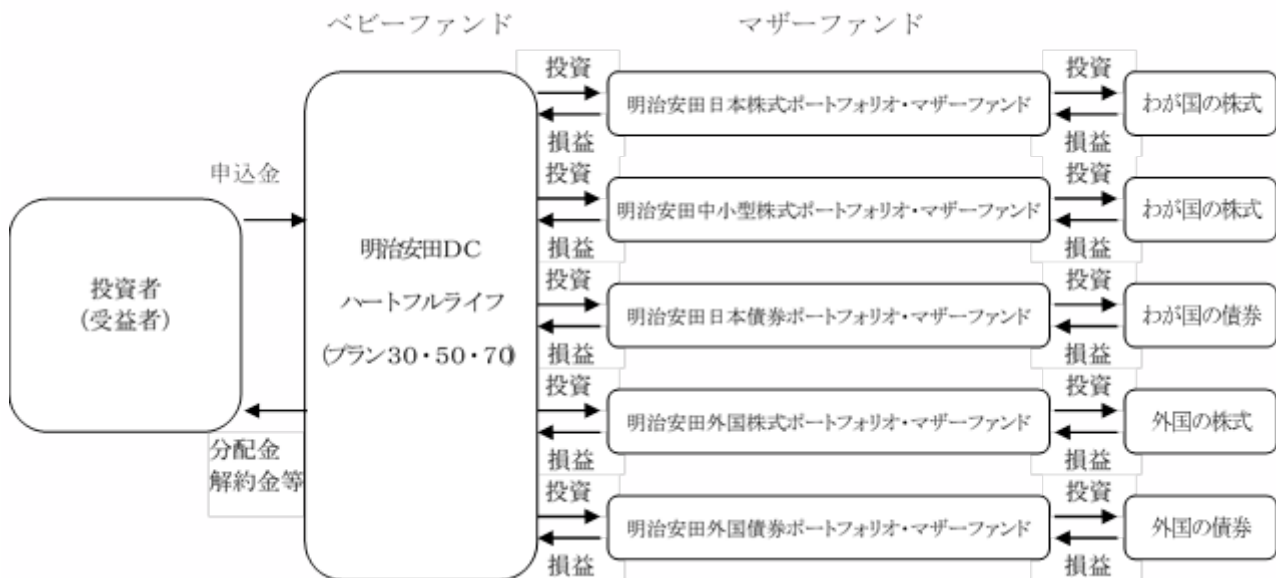 ベビーファンド
マザーファンド
投資
明治安田日本株式ポートフォリオ・マザーファンド
投資
わが国の株式
損益
損益
申込金
投資
明治安田中小型株式ポートフォリオ・マザーファンド
投資
わが国の株式
損益
損益
投資者
(受益者)
明治安田DC
ハートフルライフ
(プラン30・50・70)
投資
明治安田日本債券ポートフォリオ・マザーファンド
投資
わが国の債券
損益
損益
投資
明治安田外国株式ポートフォリオ・マザーファンド
投資
外国の株式
損益
損益
分配金
解約金等
投資
明治安田外国債券ポートフォリオ・マザーファンド
投資
外国の債券
損益
損益